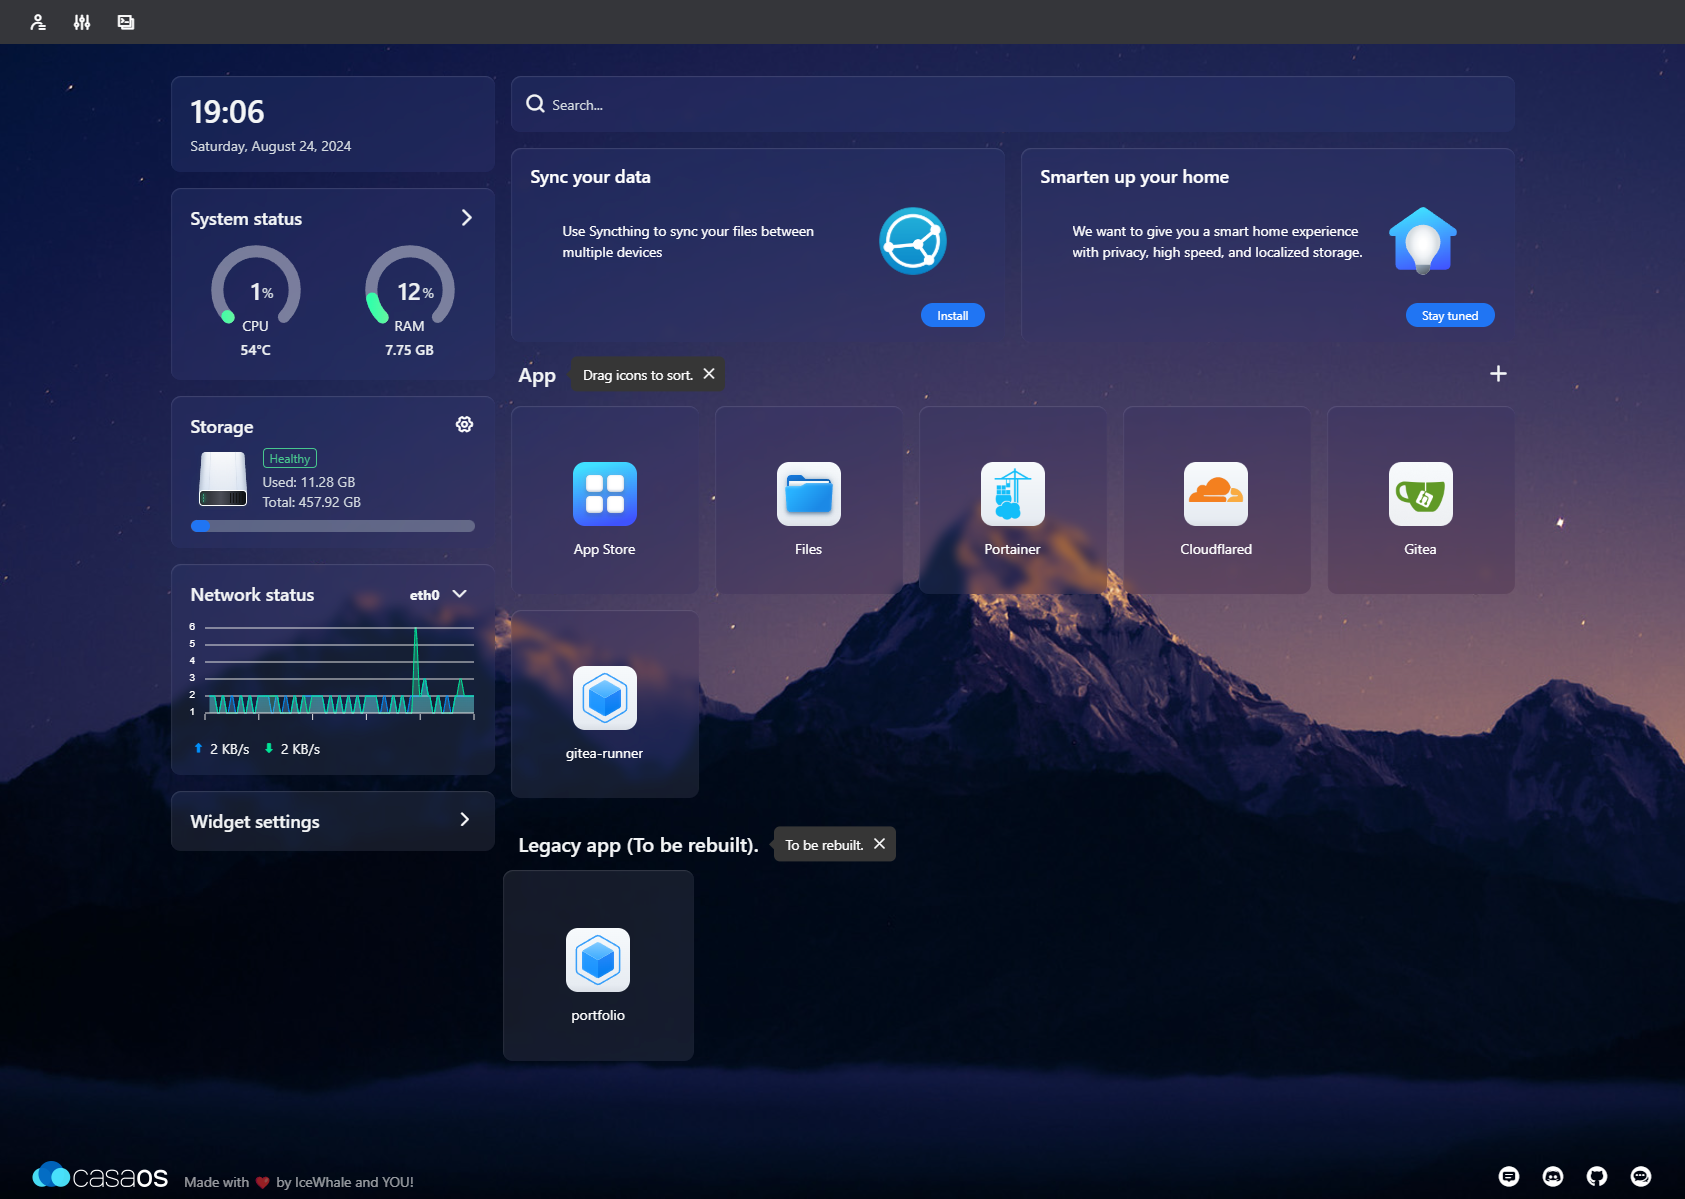 19:06
Saturday, August 24, 2024
System status
1%
CPU
54°C
12%
RAM
7.75 GB
Storage
Healthy
Used: 11.28 GB
Total: 457.92 GB
Network status
eth0
6
5
4
3
2
1
2 KB/s
2 KB/s
Widget settings
Search...
Sync your data
Use Syncthing to sync your files between
multiple devices
Install
Smarten up your home
We want to give you a smart home experience
with privacy, high speed, and localized storage.
Stay tuned
App
Drag icons to sort.
App Store
Files
Portainer
Cloudflared
Gitea
gitea-runner
Legacy app (To be rebuilt).
To be rebuilt.
portfolio
casaos
Made with ❤ by IceWhale and YOU!